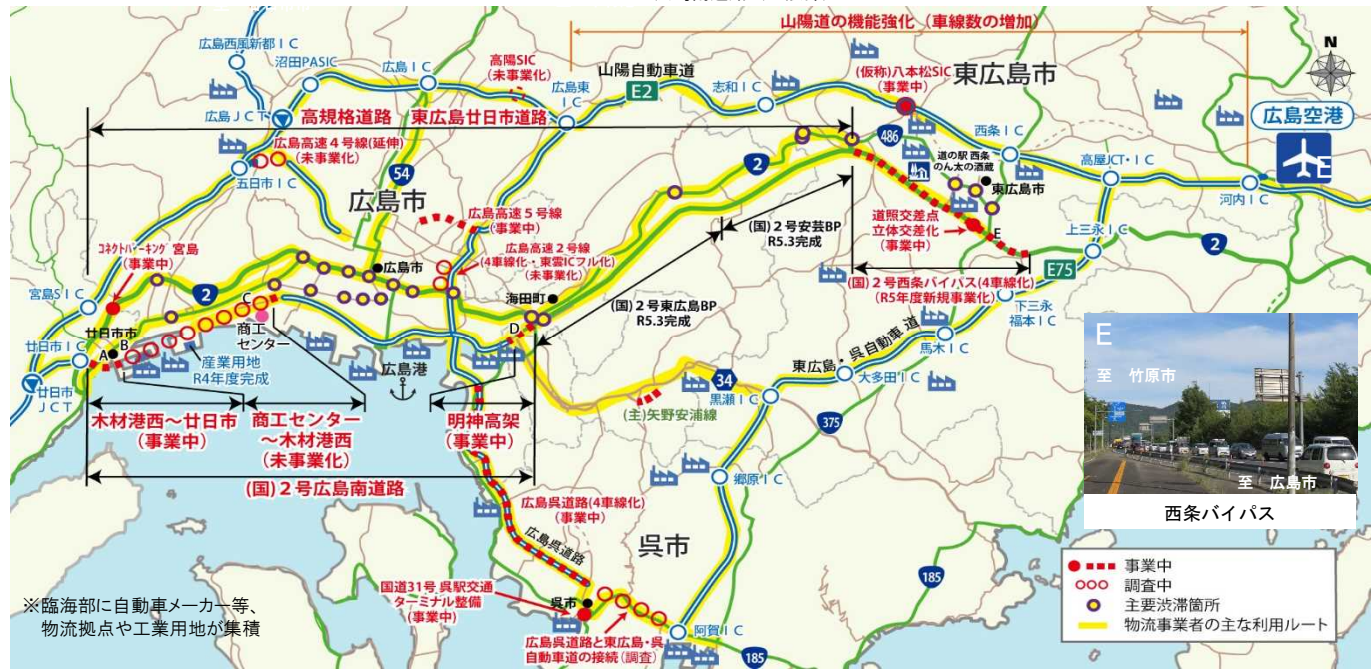 山陽道の機能強化（車線数の増加）
広島西風新都ＩＣ
沼田PASIC
広島ＩＣ
高陽SIC
(未事業化)
広島東
ＩＣ
山陽自動車道
E2
志和ＩＣ
(仮称)八本松SIC
(事業中)
東広島市
N
広島空港
E
広島ＪＣＴ
高規格道路　東広島廿日市道路
広島高速４号線(延伸)
(未事業化)
五日市ＩＣ
54
2
486
西条ＩＣ
道の駅 西条
のん太の酒蔵
東広島市
高屋JCT・ＩＣ
河内ＩＣ
広島市
広島高速５号線
(事業中)
広島高速２号線
(4車線化・東雲ICフル化)
(未事業化)
(国)２号安芸BP
R5.3完成
道照交差点
立体交差化
(事業中)
E
上三永ＩＣ
2
E75
コネクトパーキング 宮島
(事業中)
宮島SＩＣ
2
広島市
海田町
(国)２号東広島BP
R5.3完成
(国)２号西条バイパス(4車線化)
(R5年度新規事業化)
下三永
福本ＩＣ
廿日市市
廿日市ＩＣ
廿日市
ＪＣＴ
A
B
C
D
商工
センター
産業用地
R4年度完成
広島港
東広島・呉自動車道
馬木ＩＣ
大多田ＩＣ
34
黒瀬ＩＣ
(主)矢野安浦線
375
木材港西～廿日市
(事業中)
商工センター
～木材港西
(未事業化)
明神高架
(事業中)
(国)２号広島南道路
郷原ＩＣ
広島呉道路(4車線化)
(事業中)
広島呉道路
呉市
国道31号 呉駅交通
ターミナル整備
(事業中)
呉市
185
広島呉道路と東広島・呉
自動車道の接続(調査)
阿賀ＩＣ
185
※臨海部に自動車メーカー等、
物流拠点や工業用地が集積
E
至　竹原市
至　広島市
西条バイパス
事業中
調査中
主要渋滞箇所
物流事業者の主な利用ルート